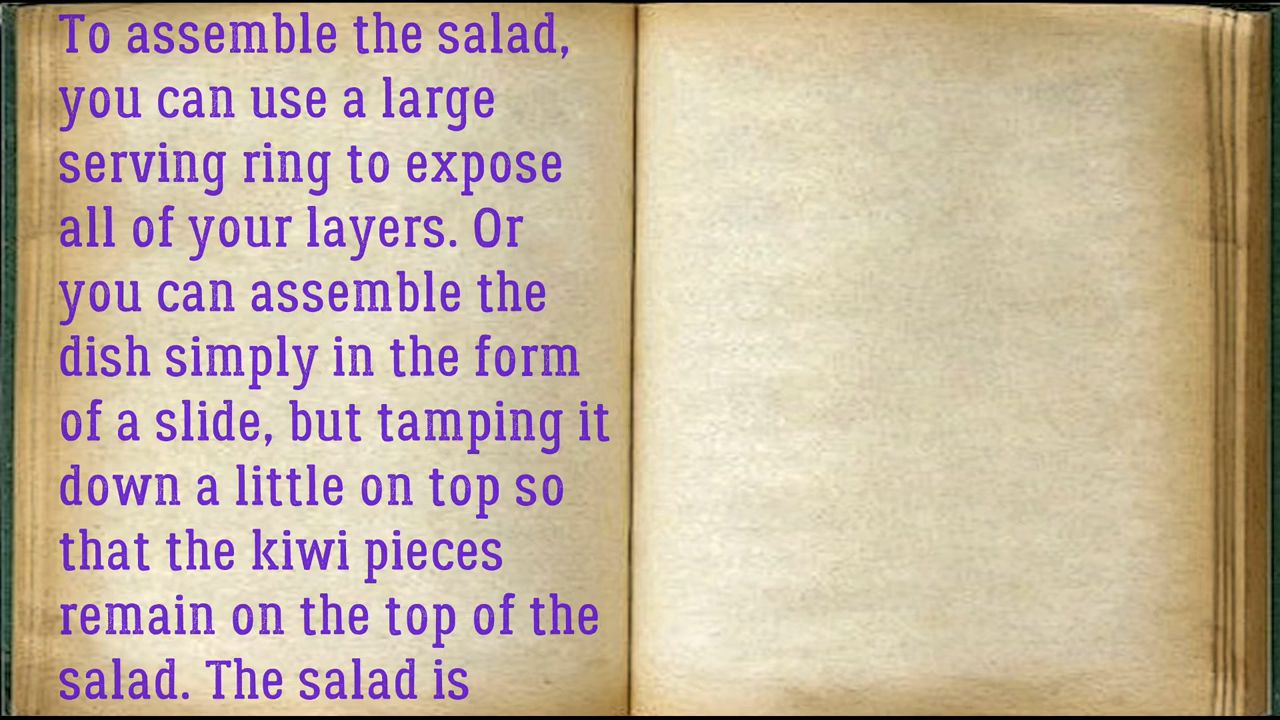 To assemble the salad,
you can use a large
serving ring to expose
all of your layers. Or
you can assemble the
dish simply in the form
of a slide, but tamping it
down a little on top so
that the kiwi pieces
remain on the top of the
salad. The salad is